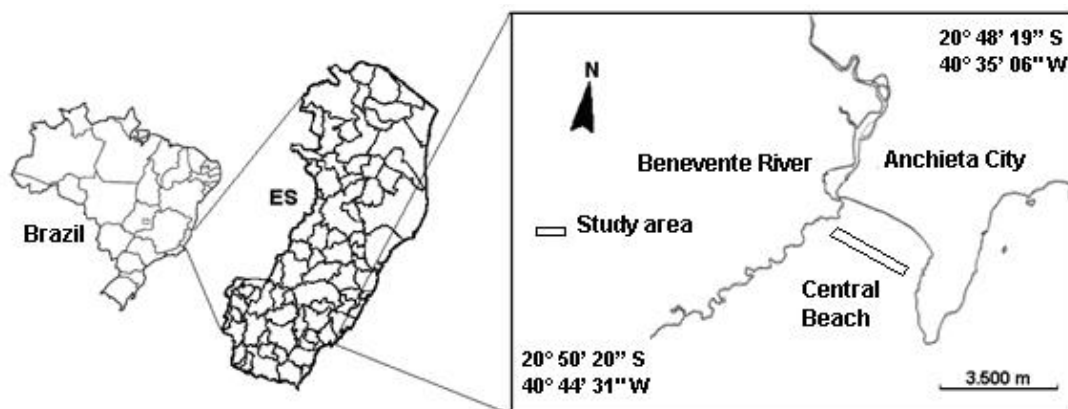 Brazil
ES
N
Benevente River
Anchieta City
Study area
Central
Beach
20° 48' 19” S
40° 35' 06" W
20° 50' 20” S
40° 44' 31" W
3.500 m